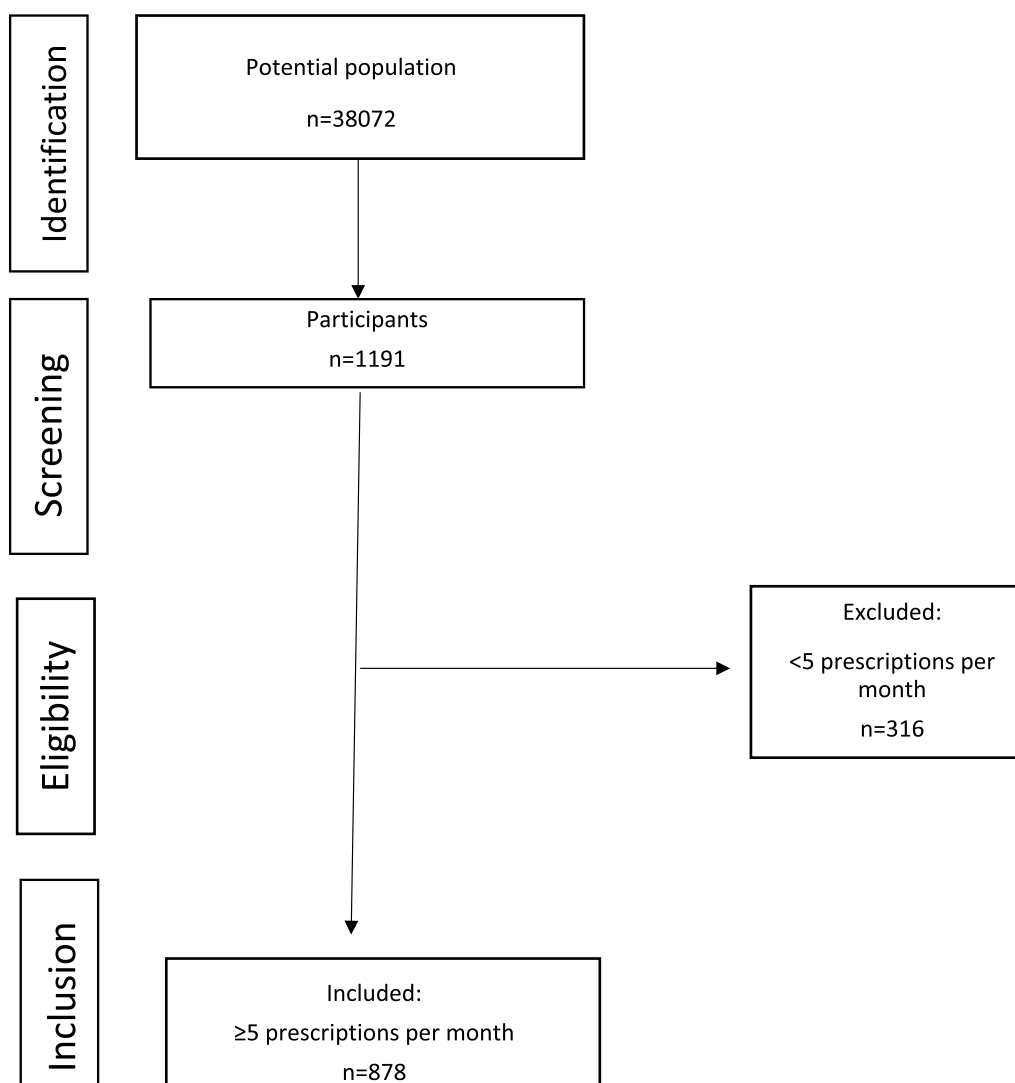 Identification
Potential population
n=38072
Screening
Participants
n=1191
Eligibility
Excluded:
<5 prescriptions per
month
n=316
Inclusion
Included:
≥5 prescriptions per month
n=878